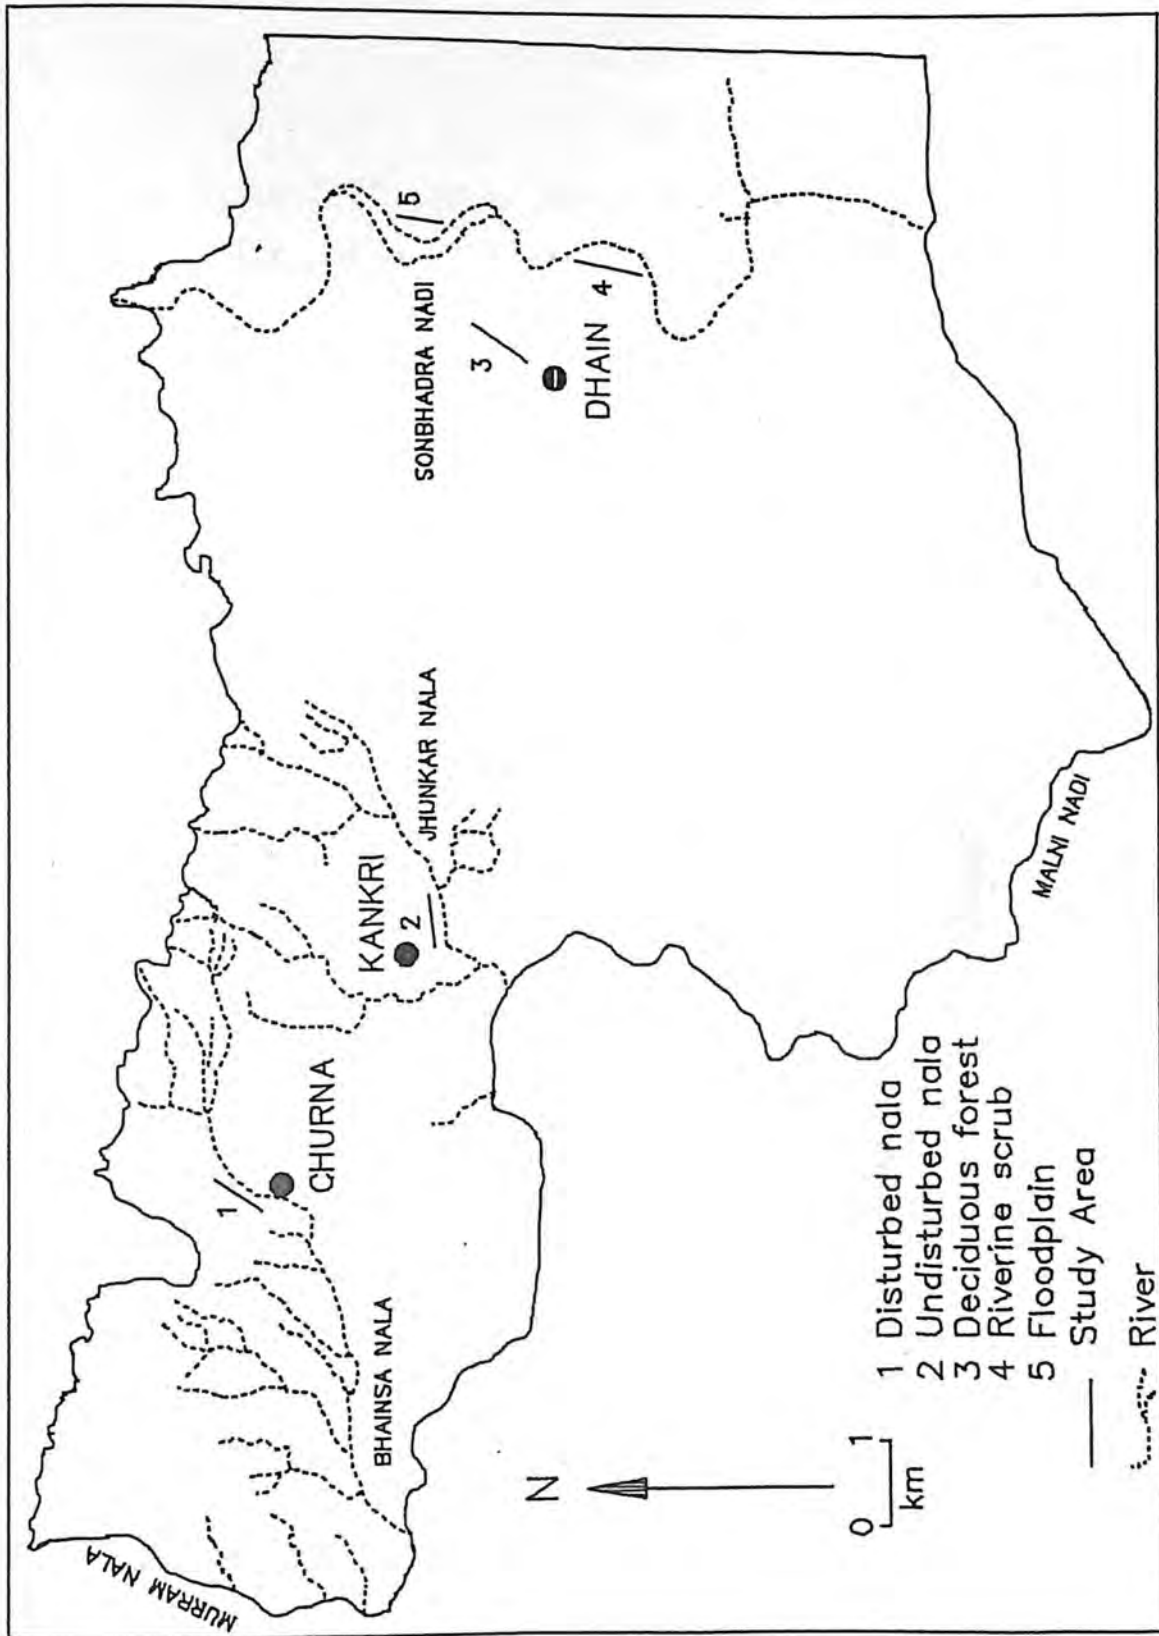 MURRAM NALA
BHAINSA NALA
1
CHURNA
KANKRI
2
JHUNKAR NALA
SONBHADRA NADI
3
5
4
DHAIN
MALNI NADI
N
0 1
km
1 Disturbed nala
2 Undisturbed nala
3 Deciduous forest
4 Riverine scrub
5 Floodplain
Study Area
River